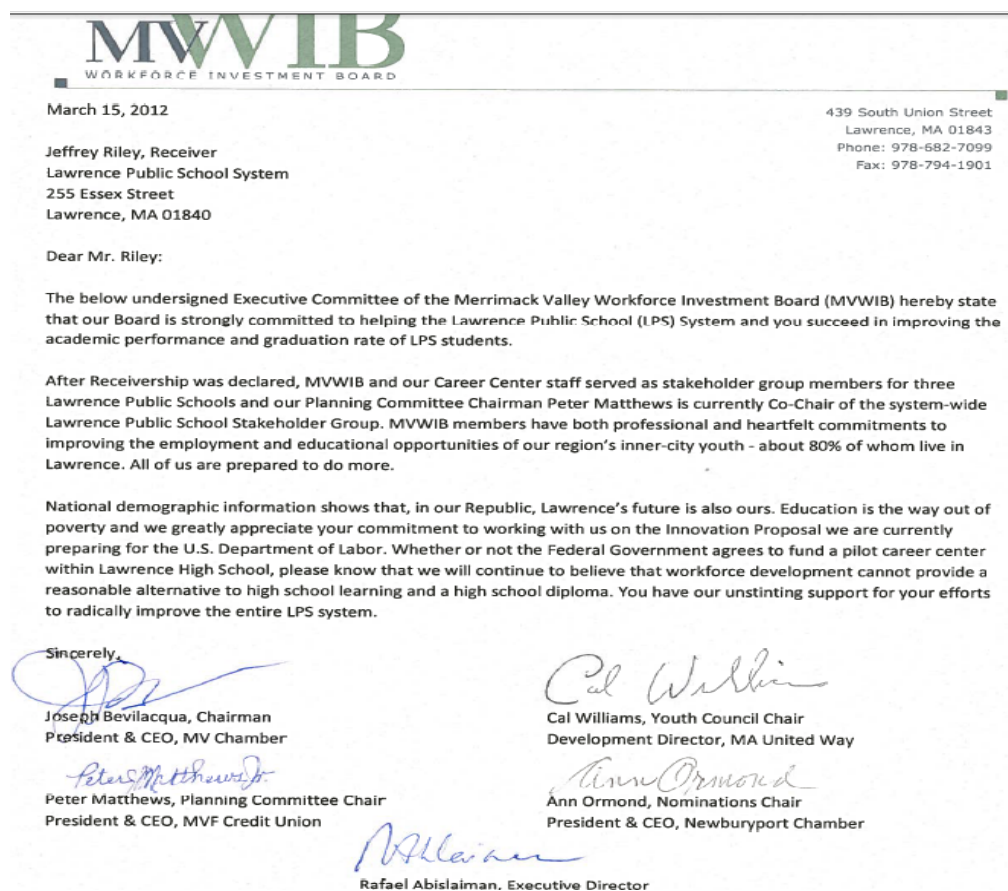 MVWIB
WORKFORCE INVESTMENT BOARD
March 15, 2012
439 South Union Street
Lawrence, MA 01843
Phone: 978-682-7099
Fax: 978-794-1901
Jeffrey Riley, Receiver
Lawrence Public School System
255 Essex Street
Lawrence, MA 01840
Dear Mr. Riley:
The below undersigned Executive Committee of the Merrimack Valley Workforce Investment Board (MVWIB) hereby state
that our Board is strongly committed to helping the Lawrence Public School (LPS) System and you succeed in improving the
academic performance and graduation rate of LPS students.
After Receivership was declared, MVWIB and our Career Center staff served as stakeholder group members for three
Lawrence Public Schools and our Planning Committee Chairman Peter Matthews is currently Co-Chair of the system-wide
Lawrence Public School Stakeholder Group. MVWIB members have both professional and heartfelt commitments to
improving the employment and educational opportunities of our region's inner-city youth - about 80% of whom live in
Lawrence. All of us are prepared to do more.
National demographic information shows that, in our Republic, Lawrence's future is also ours. Education is the way out of
poverty and we greatly appreciate your commitment to working with us on the Innovation Proposal we are currently
preparing for the U.S. Department of Labor. Whether or not the Federal Government agrees to fund a pilot career center
within Lawrence High School, please know that we will continue to believe that workforce development cannot provide a
reasonable alternative to high school learning and a high school diploma. You have our unstinting support for your efforts
to radically improve the entire LPS system.
Sincerely,
Cal Williams
Joseph Bevilacqua, Chairman
President & CEO, MV Chamber
Cal Williams, Youth Council Chair
Development Director, MA United Way
Peter Matthews Jr.
Ann Ormond
Peter Matthews, Planning Committee Chair
President & CEO, MVF Credit Union
Ann Ormond, Nominations Chair
President & CEO, Newburyport Chamber
Rafael Abislaiman, Executive Director